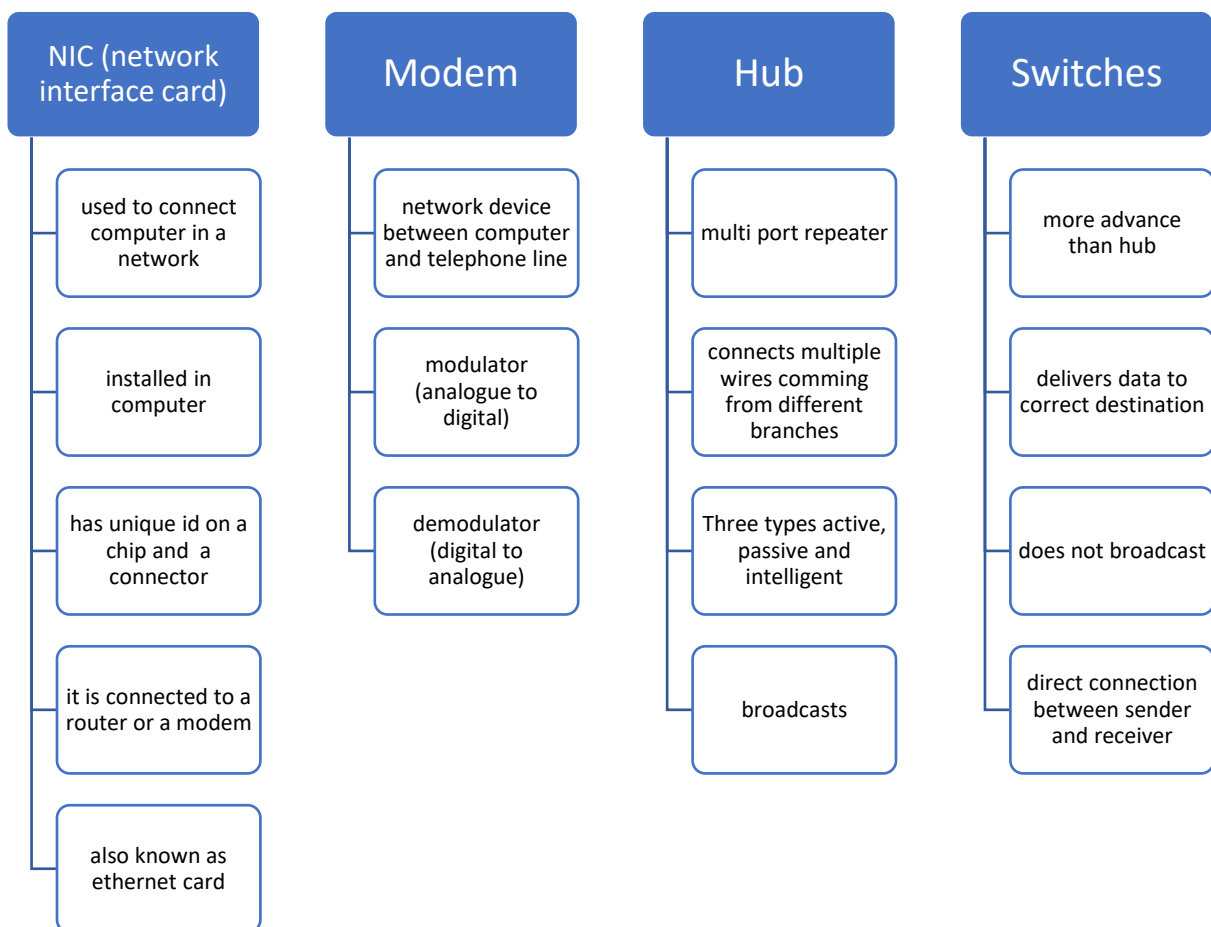 NIC (network
interface card)
used to connect
computer in a
network
installed in
computer
has unique id on a
chip and a
connector
it is connected to a
router or a modem
also known as
ethernet card
Modem
network device
between computer
and telephone line
modulator
(analogue to
digital)
demodulator
(digital to
analogue)
Hub
multi port repeater
connects multiple
wires comming
from different
branches
Three types active,
passive and
intelligent
broadcasts
Switches
more advance
than hub
delivers data to
correct destination
does not broadcast
direct connection
between sender
and receiver